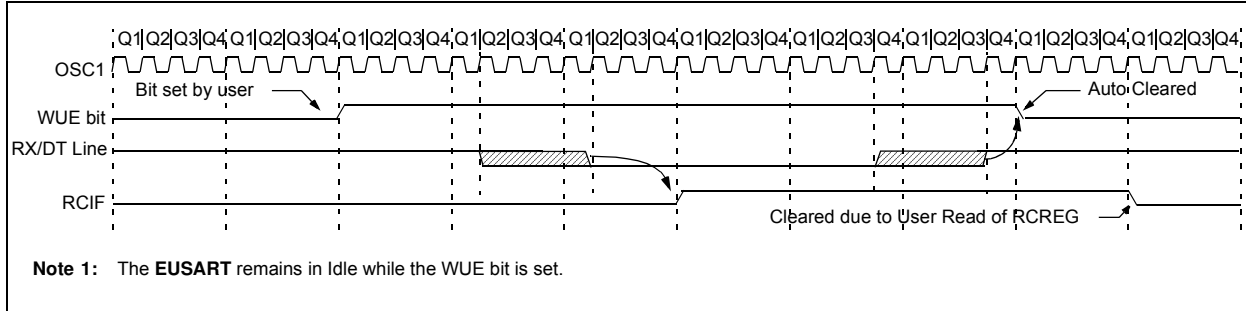 Q1|Q2|Q3|Q4|Q1|Q2|Q3|Q4|Q1|Q2|Q3|Q4|Q1|Q2|Q3|Q4|Q1|Q2|Q3|Q4|Q1|Q2|Q3|Q4|Q1|Q2|Q3|Q4|Q1|Q2|Q3|Q4|Q1|Q2|Q3|Q4|Q1|Q2|Q3|Q4
OSC1
Bit set by user
Auto Cleared
WUE bit
RX/DT Line
RCIF
Cleared due to User Read of RCREG
Note 1: The EUSART remains in Idle while the WUE bit is set.